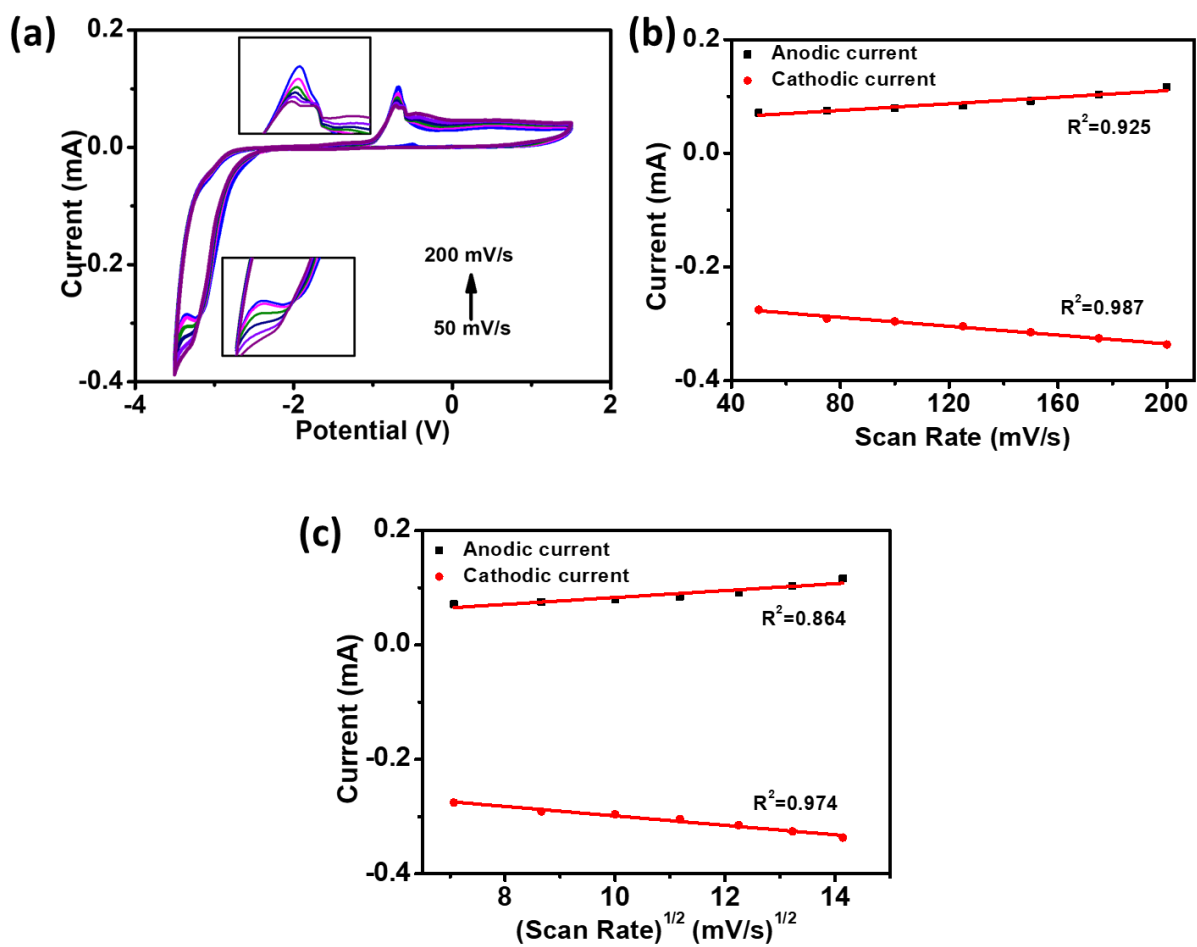 (a)
0.2
0.0
-0.2
-0.4
Current (mA)
200 mV/s
50 mV/s
-4
-2
0
2
Potential (V)
(b)
0.2
0.0
-0.2
-0.4
Current (mA)
Anodic current
Cathodic current
R²=0.925
R²=0.987
40
80
120
160
200
Scan Rate (mV/s)
(c)
0.2
0.0
-0.2
-0.4
Current (mA)
Anodic current
Cathodic current
R²=0.864
R²=0.974
8
10
12
14
(Scan Rate)^1/2 (mV/s)^1/2